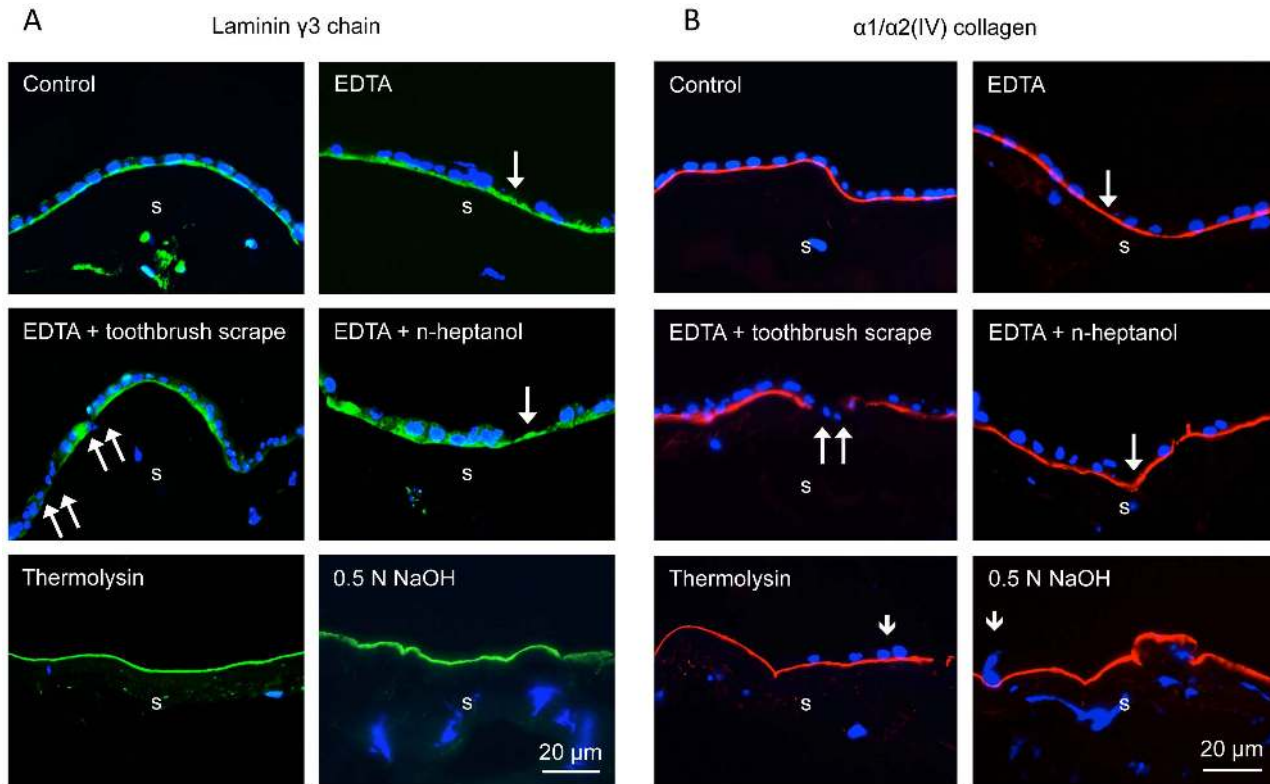 A
Laminin γ3 chain
B
α1/α2(IV) collagen
Control
EDTA
Control
EDTA
S
S
S
S
EDTA + toothbrush scrape
EDTA + n-heptanol
EDTA + toothbrush scrape
EDTA + n-heptanol
S
S
S
S
Thermolysin
0.5 N NaOH
Thermolysin
0.5 N NaOH
S
S
S
S
20 µm
20 µm